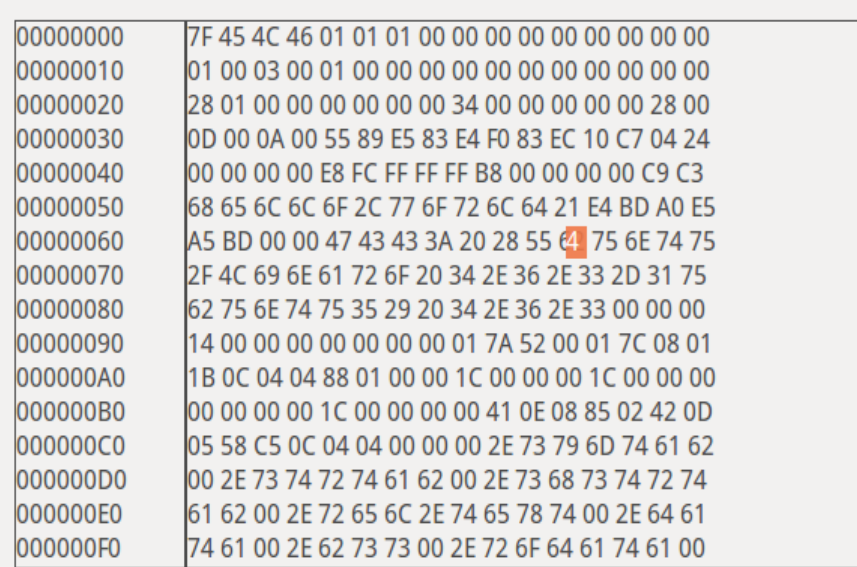 00000000 7F 45 4C 46 01 01 01 00 00 00 00 00 00 00 00 00
00000010 01 00 03 00 01 00 00 00 00 00 00 00 00 00 00 00
00000020 28 01 00 00 00 00 00 00 34 00 00 00 00 00 28 00
00000030 0D 00 0A 00 55 89 E5 83 E4 F0 83 EC 10 C7 04 24
00000040 00 00 00 00 E8 FC FF FF FF B8 00 00 00 00 C9 C3
00000050 68 65 6C 6C 6F 2C 77 6F 72 6C 64 21 E4 BD A0 E5
00000060 A5 BD 00 00 47 43 43 3A 20 28 55 64 75 6E 74 75
00000070 2F 4C 69 6E 61 72 6F 20 34 2E 36 2E 33 2D 31 75
00000080 62 75 6E 74 75 35 29 20 34 2E 36 2E 33 00 00 00
00000090 14 00 00 00 00 00 00 00 01 7A 52 00 01 7C 08 01
000000A0 1B 0C 04 04 88 01 00 00 1C 00 00 00 1C 00 00 00
000000B0 00 00 00 00 1C 00 00 00 00 41 0E 08 85 02 42 0D
000000C0 05 58 C5 0C 04 04 00 00 00 2E 73 79 6D 74 61 62
000000D0 00 2E 73 74 72 74 61 62 00 2E 73 68 73 74 72 74
000000E0 61 62 00 2E 72 65 6C 2E 74 65 78 74 00 2E 64 61
000000F0 74 61 00 2E 62 73 73 00 2E 72 6F 64 61 74 61 00